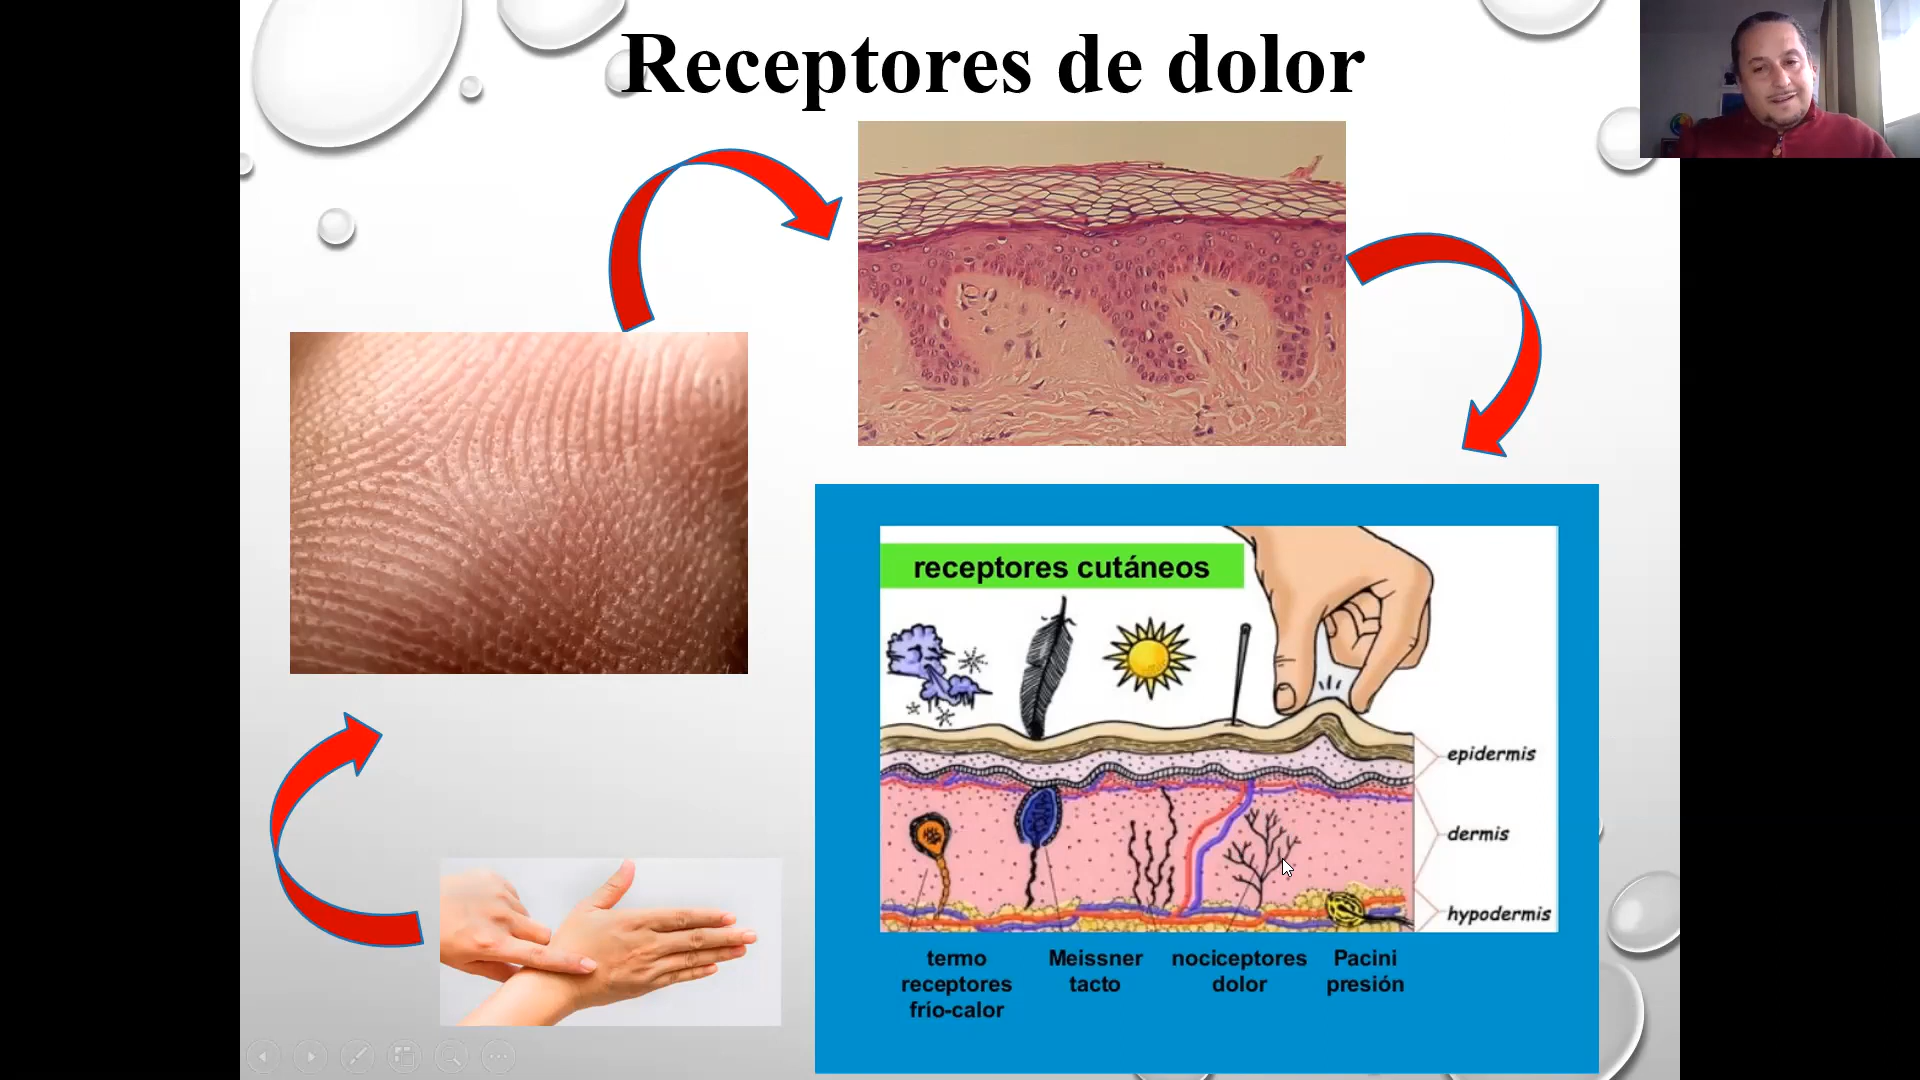 Receptores de dolor
receptores cutáneos
epidermis
dermis
hypodermis
termo
receptores
frío-calor
Meissner
tacto
nociceptores
dolor
Pacini
presión